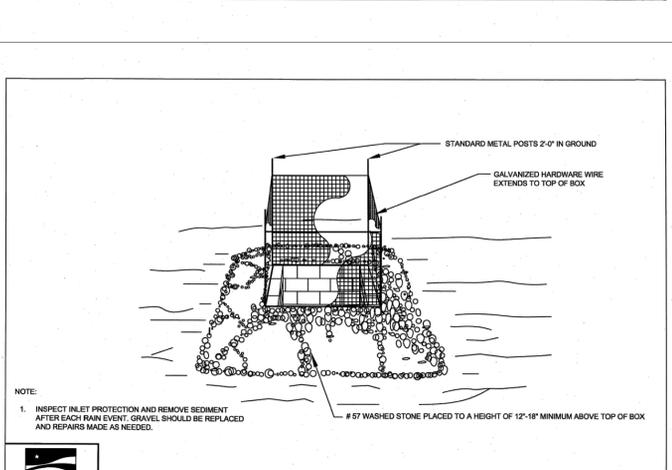 STANDARD METAL POSTS 2'-0" IN GROUND
GALVANIZED HARDWARE WIRE
EXTENDS TO TOP OF BOX
NOTE:
1. INSPECT INLET PROTECTION AND REMOVE SEDIMENT
AFTER EACH RAIN EVENT. GRAVEL SHOULD BE REPLACED
AND REPAIRS MADE AS NEEDED.
# 57 WASHED STONE PLACED TO A HEIGHT OF 12"-18" MINIMUM ABOVE TOP OF BOX